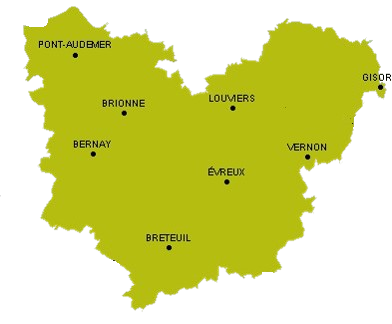 PONT-AUDEMER
GISOR
BRIONNE
LOUVIERS
BERNAY
VERNON
ÉVREUX
BRETEUIL